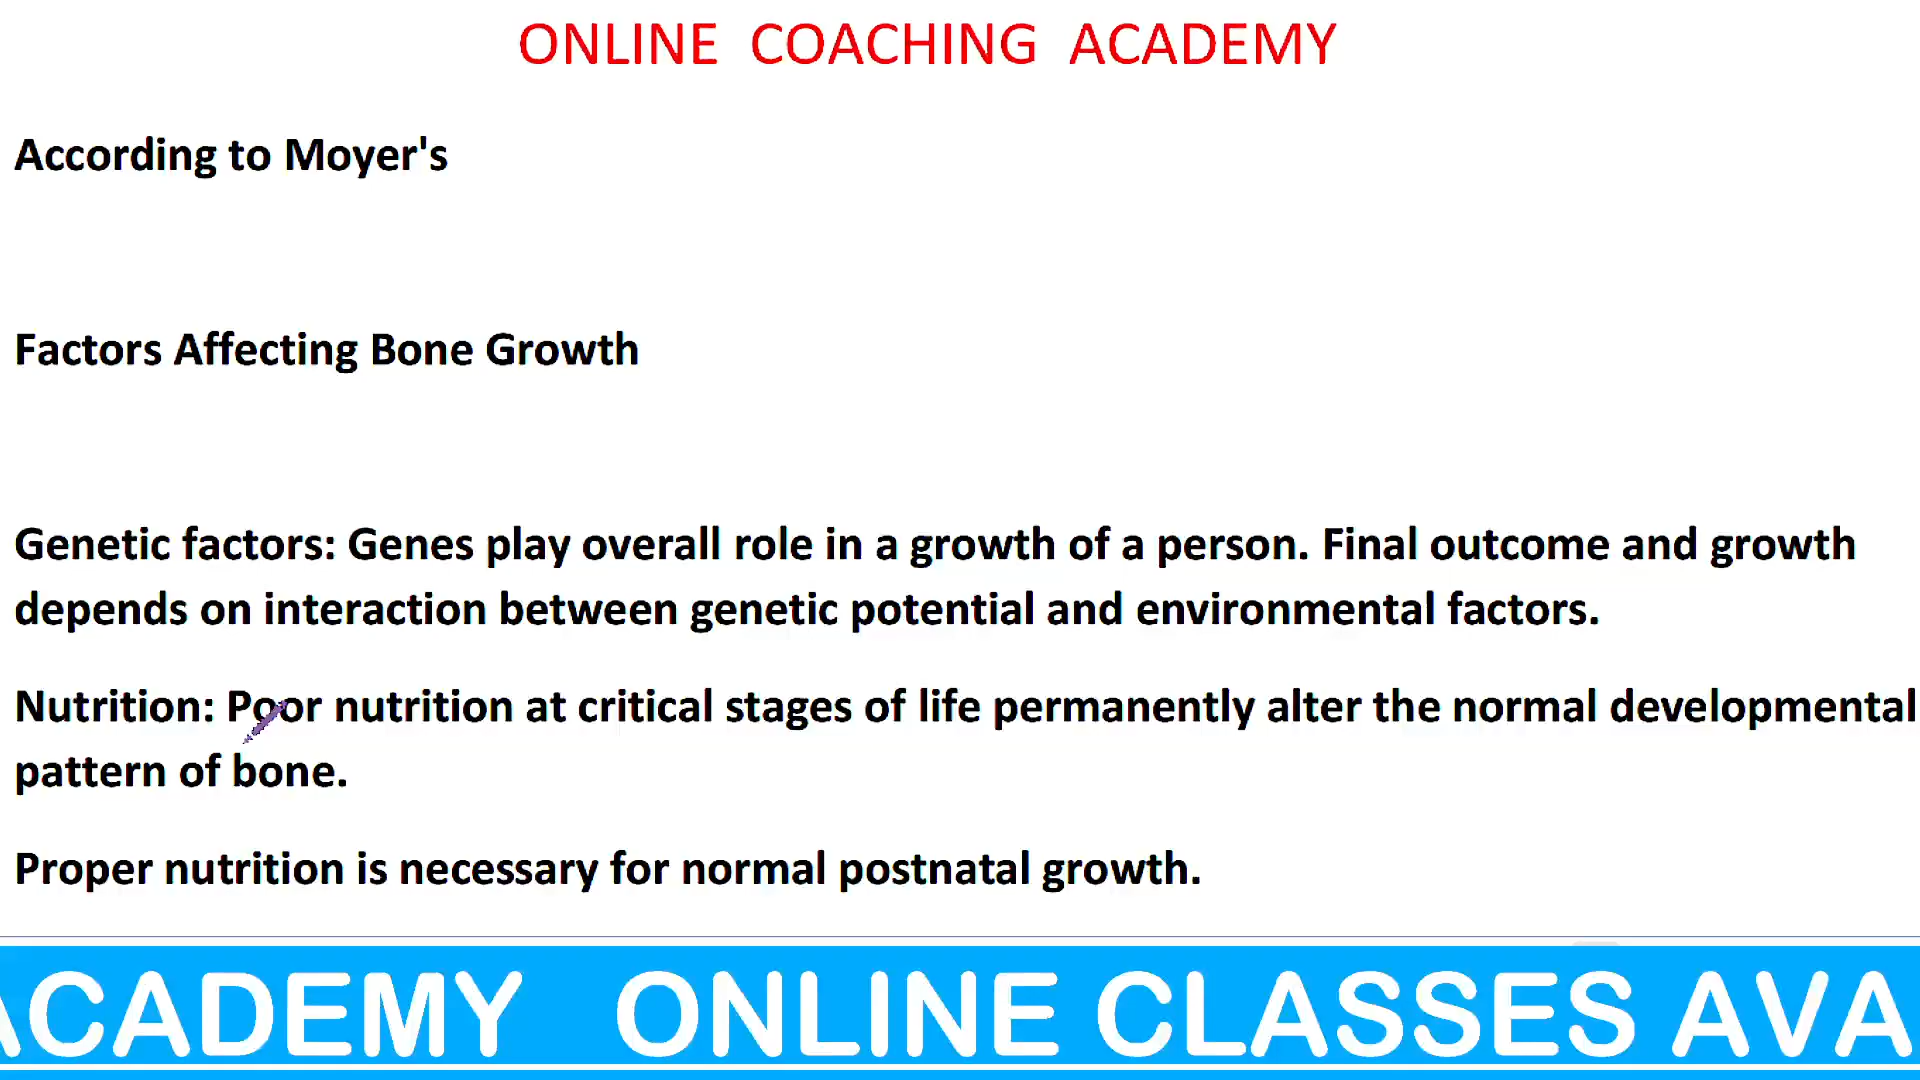 ONLINE COACHING ACADEMY
According to Moyer's
Factors Affecting Bone Growth
Genetic factors: Genes play overall role in a growth of a person. Final outcome and growth
depends on interaction between genetic potential and environmental factors.
Nutrition: Poor nutrition at critical stages of life permanently alter the normal developmental
pattern of bone.
Proper nutrition is necessary for normal postnatal growth.
ACADEMY ONLINE CLASSES AVA